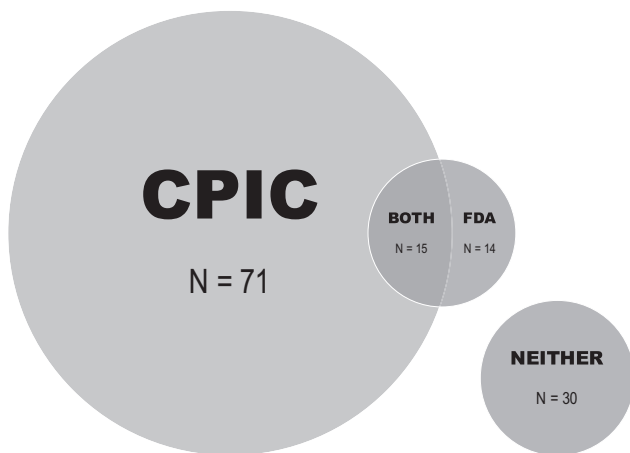 CPIC
N = 71
BOTH
N = 15
FDA
N = 14
NEITHER
N = 30